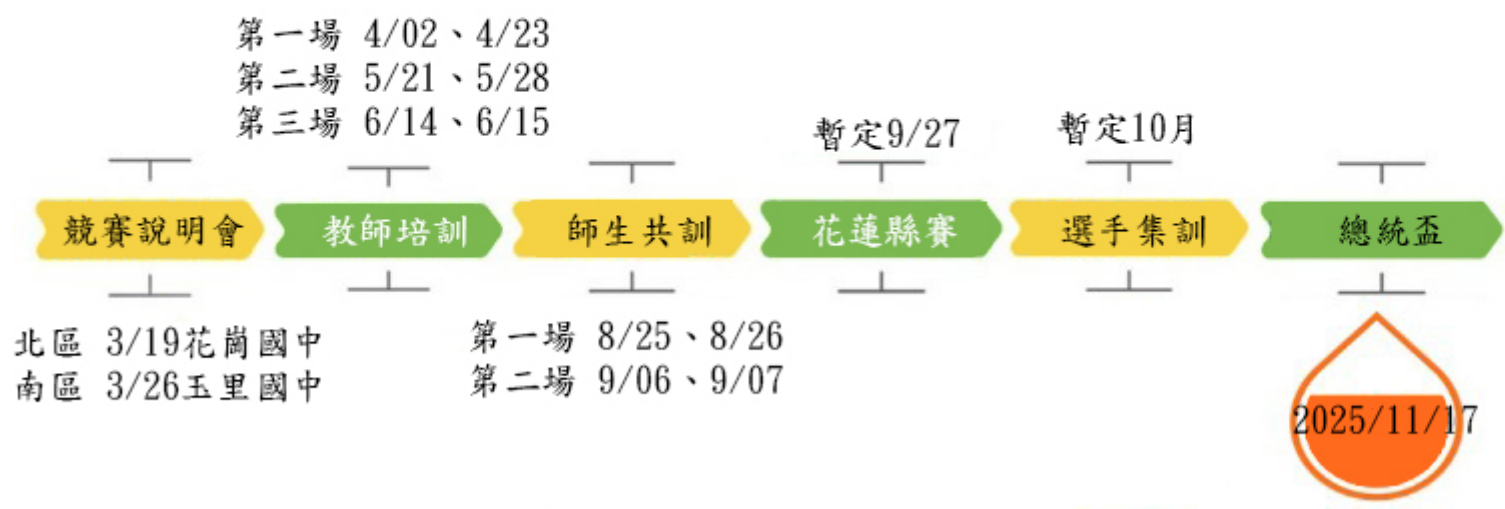 第一場 4/02、4/23
第二場 5/21、5/28
第三場 6/14、6/15
暫定9/27
暫定10月
競賽說明會
教師培訓
師生共訓
花蓮縣賽
選手集訓
總統盃
北區 3/19花崗國中
南區 3/26玉里國中
第一場 8/25、8/26
第二場 9/06、9/07
2025/11/17